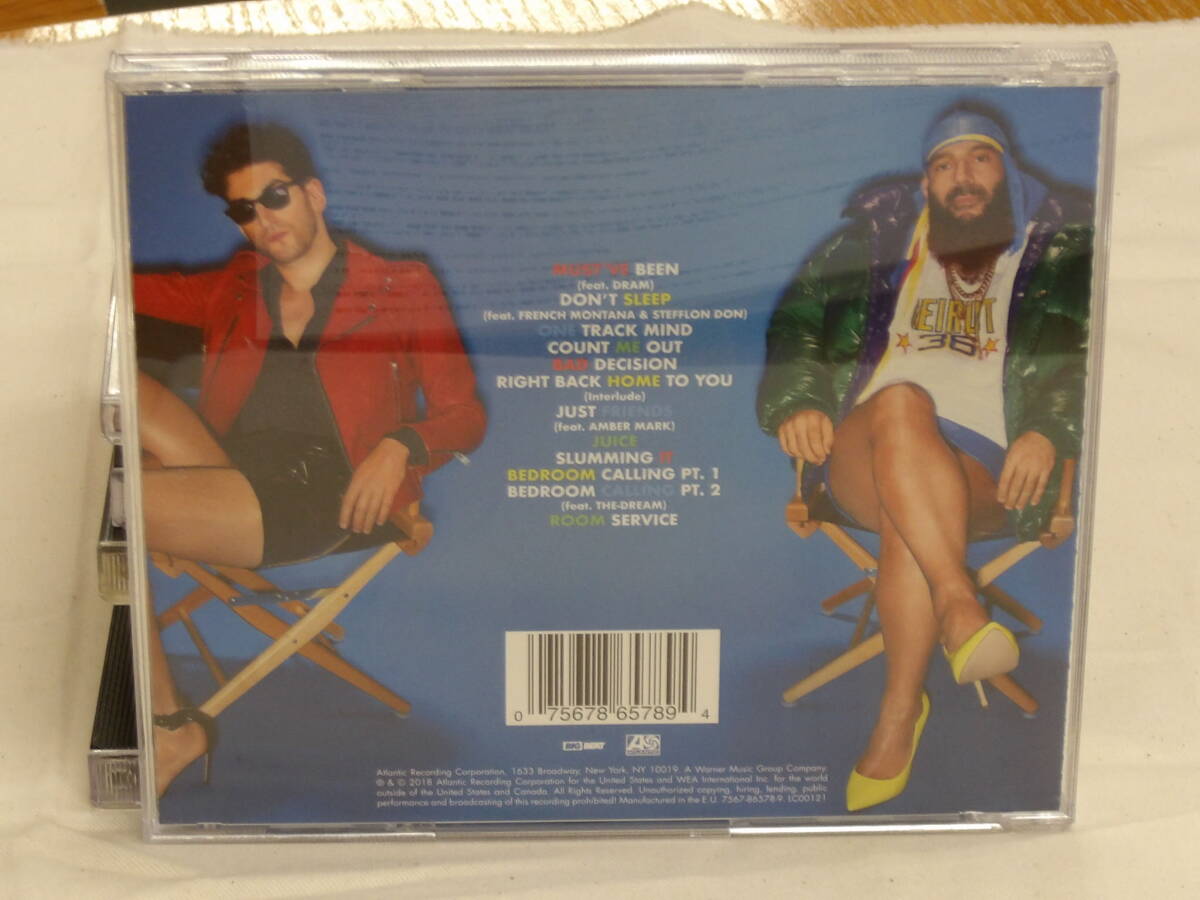 MUST'VE BEEN
(feat. DRAM)
DON'T SLEEP
(feat. FRENCH MONTANA & STEFFLON DON)
ONE TRACK MIND
COUNT ME OUT
BAD DECISION
RIGHT BACK HOME TO YOU
(Interlude)
JUST FRIENDS
(feat. AMBER MARK)
JUICE
SLUMMING IT
BEDROOM CALLING PT. 1
BEDROOM CALLING PT. 2
(feat. THE-DREAM)
ROOM SERVICE
BEIRUT
36
0 75678 65789 4
BIG BEAT
Atlantic Recording Corporation, 1633 Broadway, New York, NY 10019. A Warner Music Group Company.
℗ & © 2018 Atlantic Recording Corporation for the United States and WEA International Inc. for the world
outside of the United States and Canada. All Rights Reserved. Unauthorized copying, hiring, lending, public
performance and broadcasting of this recording prohibited! Manufactured in the E.U. 7567-86578-9. LC00121